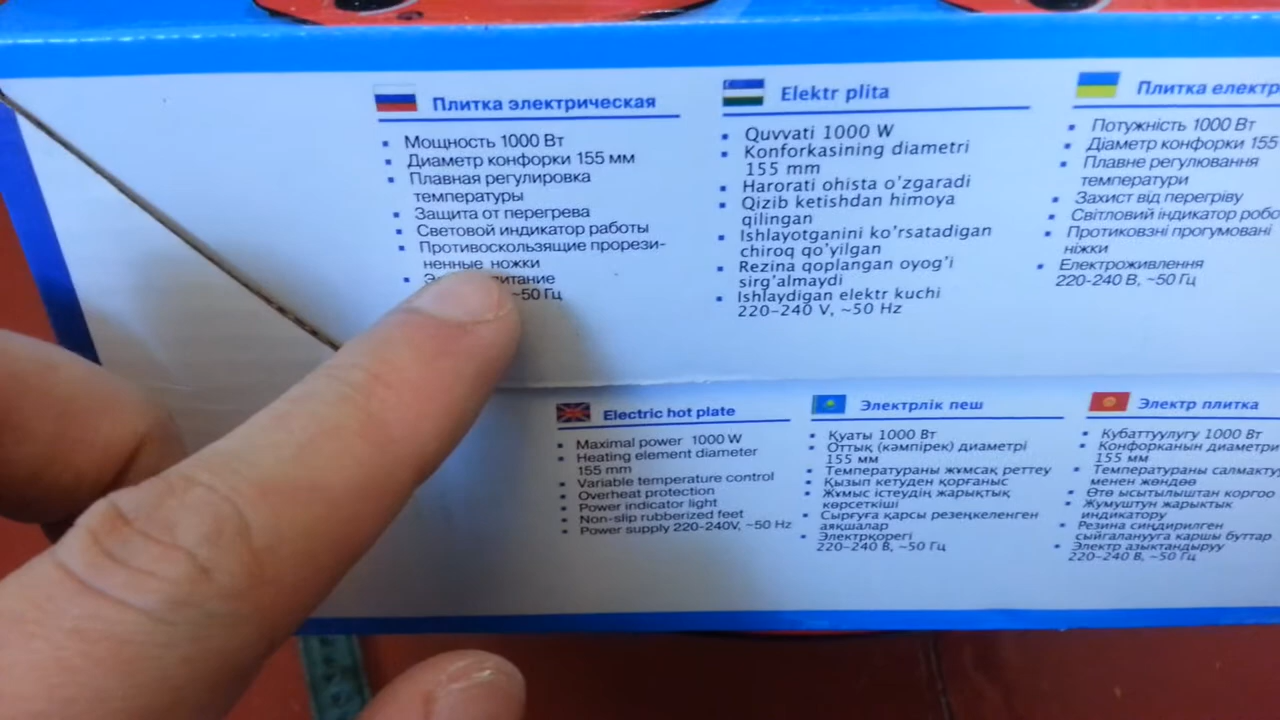 Плитка электрическая
Мощность 1000 Вт
Диаметр конфорки 155 мм
Плавная регулировка
температуры
Защита от перегрева
Световой индикатор работы
Противоскользящие прорези-
ненные ножки
~50 Гц
Elektr plita
Quvvati 1000 W
Konforkasining diametri
155 mm
Harorati ohista o'zgaradi
Qizib ketishdan himoya
qilingan
Ishlayotganini ko'rsatadigan
chiroq qo'yilgan
Rezina qoplangan oyog'i
sirg'almaydi
Ishlaydigan elektr kuchi
220-240 V, ~50 Hz
Плитка електр
Потужність 1000 Вт
Діаметр конфорки 155
Плавне регулювання
температури
Захист від перегріву
Світловий індикатор робо
Протиковзні прогумовані
ніжки
Електроживлення
220-240 В, ~50 Гц
Electric hot plate
Maximal power 1000 W
Heating element diameter
155 mm
Variable temperature control
Overheat protection
Power indicator light
Non-slip rubberized feet
Power supply 220-240V, ~50 Hz
Электрлік пеш
Қуаты 1000 Вт
Оттық (кәмпірек) диаметрі
155 мм
Температураны жұмсақ реттеу
Қызып кетуден қорғаныс
Жұмыс істеудің жарықтық
көрсеткіші
Сырғуға қарсы резеңкеленген
аяқшалар
Электрқорегі
220-240 В, ~50 Гц
Электр плитка
Кубаттуулугу 1000 Вт
Конфорканын диаметри
155 мм
Температураны салмакту
менен жөндөө
Өтө ысытылыштан коргоо
Жумуштун жарыктык
индикатору
Резина сиңдирилген
сыйгаланууга каршы буттар
Электр азыктандыруу
220-240 В, ~50 Гц